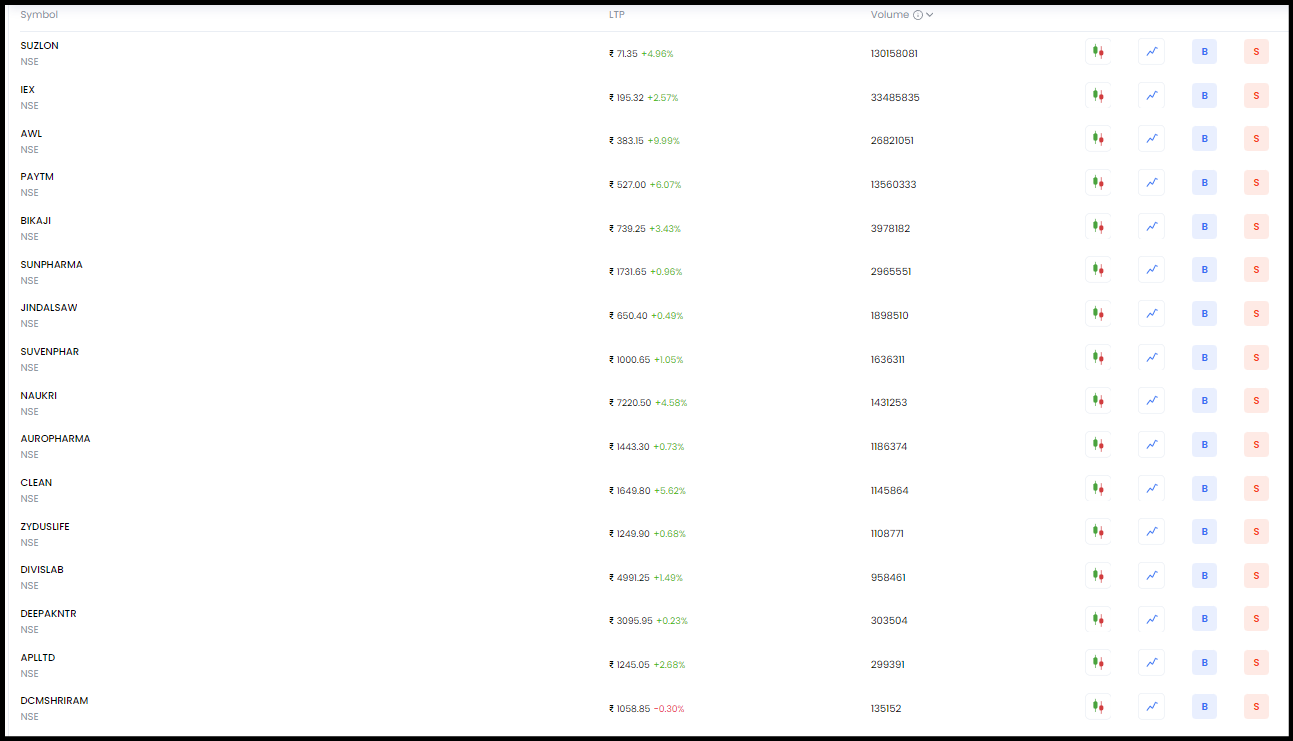 Symbol LTP Volume
SUZLON
NSE
₹ 71.35 +4.96% 130158081 B S
IEX
NSE
₹ 195.32 +2.57% 33485835 B S
AWL
NSE
₹ 383.15 +9.99% 26821051 B S
PAYTM
NSE
₹ 527.00 +6.07% 13560333 B S
BIKAJI
NSE
₹ 739.25 +3.43% 3978182 B S
SUNPHARMA
NSE
₹ 1731.65 +0.96% 2965551 B S
JINDALSAW
NSE
₹ 650.40 +0.49% 1898510 B S
SUVENPHAR
NSE
₹ 1000.65 +1.05% 1636311 B S
NAUKRI
NSE
₹ 7220.50 +4.58% 1431253 B S
AUROPHARMA
NSE
₹ 1443.30 +0.73% 1186374 B S
CLEAN
NSE
₹ 1649.80 +5.62% 1145864 B S
ZYDUSLIFE
NSE
₹ 1249.90 +0.68% 1108771 B S
DIVISLAB
NSE
₹ 4991.25 +1.49% 958461 B S
DEEPAKNTR
NSE
₹ 3095.95 +0.23% 303504 B S
APLLTD
NSE
₹ 1245.05 +2.68% 299391 B S
DCMSHRIRAM
NSE
₹ 1058.85 -0.30% 135152 B S